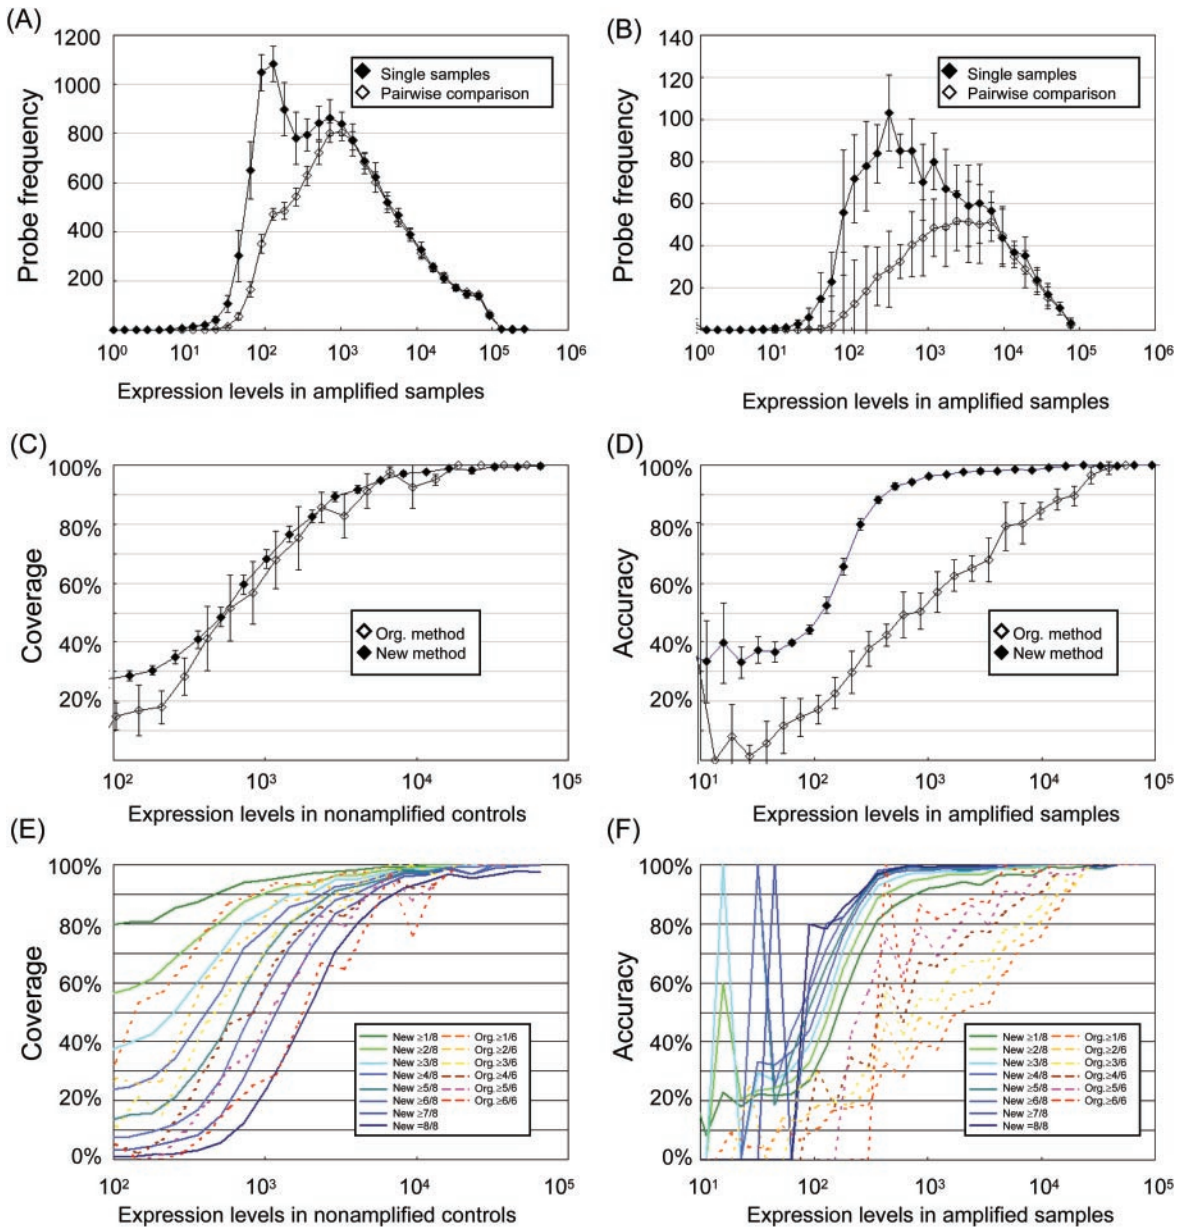 (A)
1200
1000
800
600
400
200
Probe frequency
Single samples
Pairwise comparison
10⁰ 10¹ 10² 10³ 10⁴ 10⁵ 10⁶
Expression levels in amplified samples
(B)
140
120
100
80
60
40
20
Probe frequency
Single samples
Pairwise comparison
10⁰ 10¹ 10² 10³ 10⁴ 10⁵ 10⁶
Expression levels in amplified samples
(C)
100%
80%
60%
40%
20%
Coverage
Org. method
New method
10² 10³ 10⁴ 10⁵
Expression levels in nonamplified controls
(D)
100%
80%
60%
40%
20%
Accuracy
Org. method
New method
10¹ 10² 10³ 10⁴ 10⁵
Expression levels in amplified samples
(E)
100%
80%
60%
40%
20%
0%
Coverage
New ≥1/8 Org.≥1/6
New ≥2/8 Org.≥2/6
New ≥3/8 Org.≥3/6
New ≥4/8 Org.≥4/6
New ≥5/8 Org.≥5/6
New ≥6/8 Org.≥6/6
New ≥7/8
New =8/8
10² 10³ 10⁴ 10⁵
Expression levels in nonamplified controls
(F)
100%
80%
60%
40%
20%
0%
Accuracy
New ≥1/8 Org.≥1/6
New ≥2/8 Org.≥2/6
New ≥3/8 Org.≥3/6
New ≥4/8 Org.≥4/6
New ≥5/8 Org.≥5/6
New ≥6/8 Org.≥6/6
New ≥7/8
New =8/8
10¹ 10² 10³ 10⁴ 10⁵
Expression levels in amplified samples